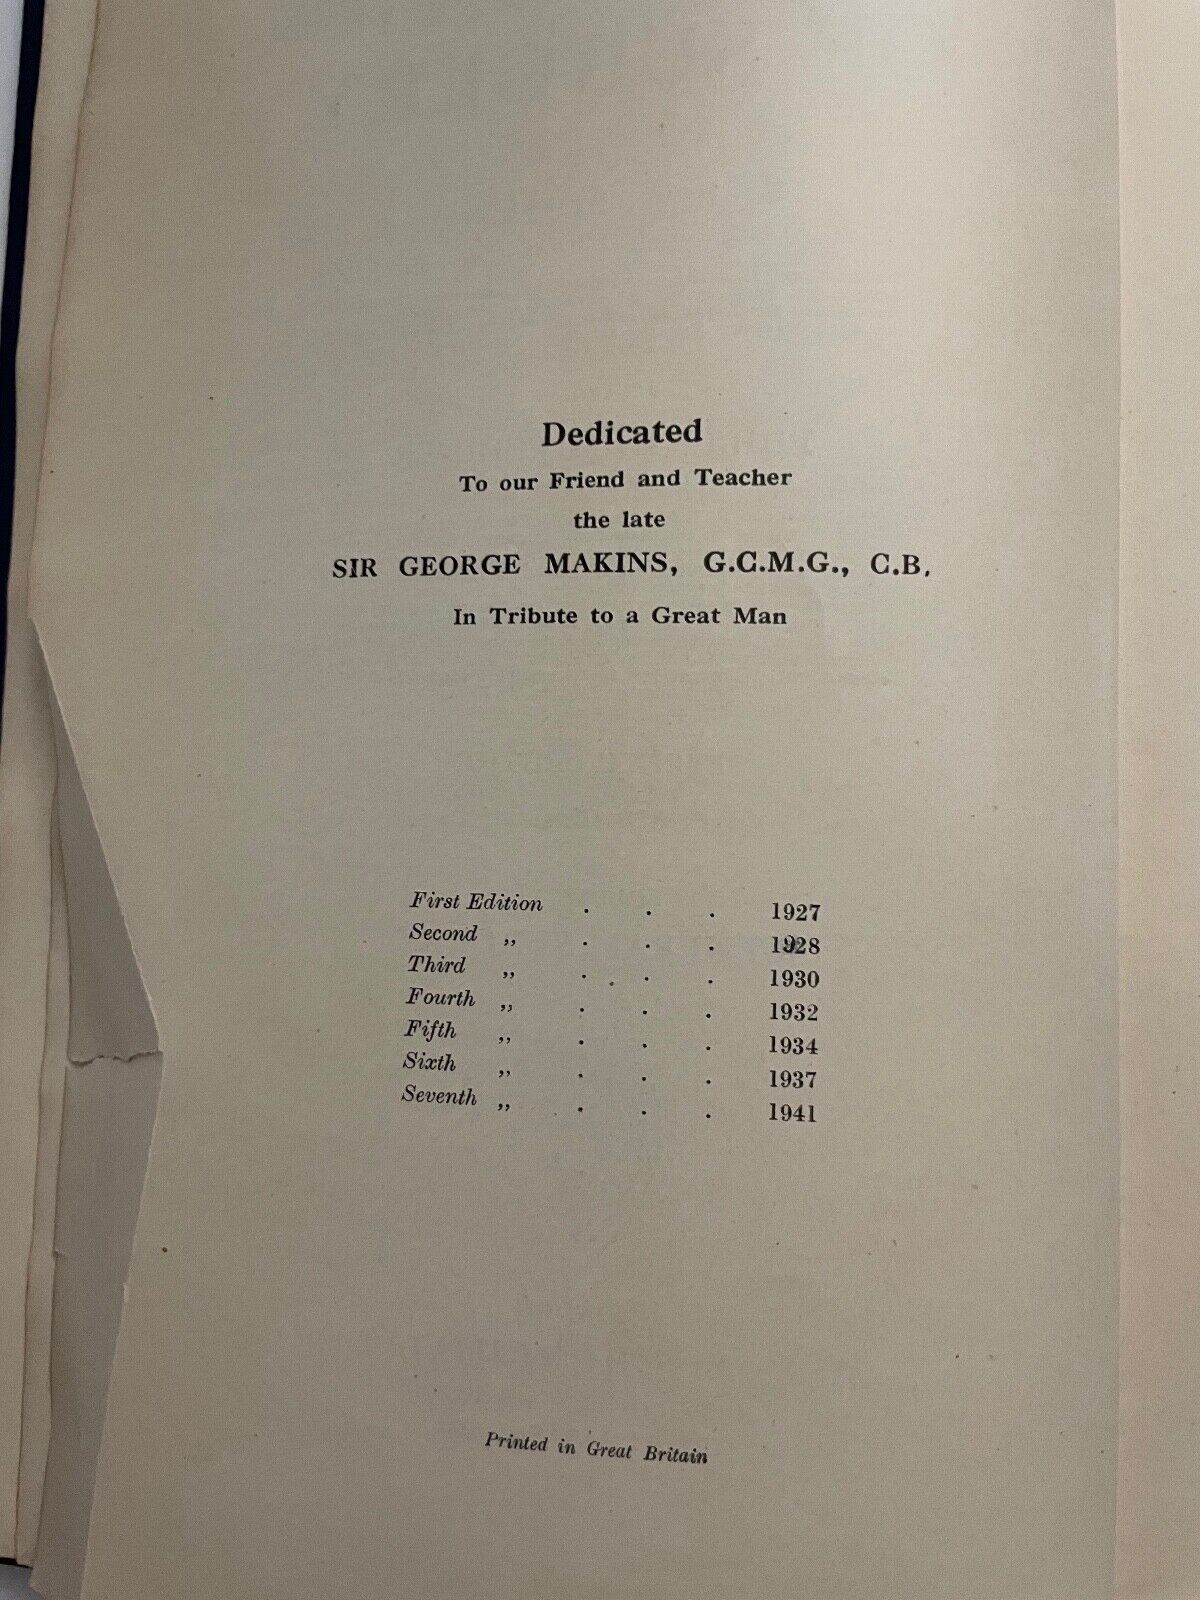 Dedicated
To our Friend and Teacher
the late
SIR GEORGE MAKINS, G.C.M.G., C.B.
In Tribute to a Great Man
First Edition . . . 1927
Second ,, . . . 1928
Third ,, . . . 1930
Fourth ,, . . . 1932
Fifth ,, . . . 1934
Sixth ,, . . . 1937
Seventh ,, . . . 1941
Printed in Great Britain